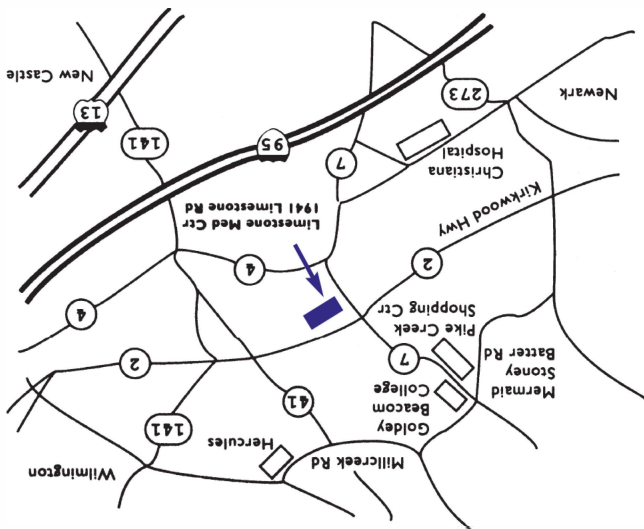 Wilmington
Millcreek Rd
Hercules
141
Goldey
Beacom
College
41
Mermaid
Stoney
Batter Rd
7
2
Pike Creek
Shopping Ctr
4
4
2
Limestone Med Ctr
1941 Limestone Rd
Kirkwood Hwy
Christiana
Hospital
7
95
141
13
Newark
273
New Castle